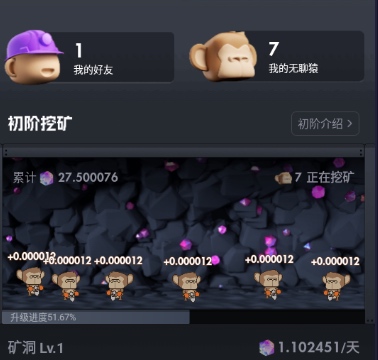 1
我的好友
7
我的无聊猿
初阶挖矿
初阶介绍 >
累计 27.500076
7 正在挖矿
+0.000012
+0.000012
+0.000012
+0.000012
+0.000012
+0.000012
升级进度51.67%
矿洞 Lv.1
1.102451/天